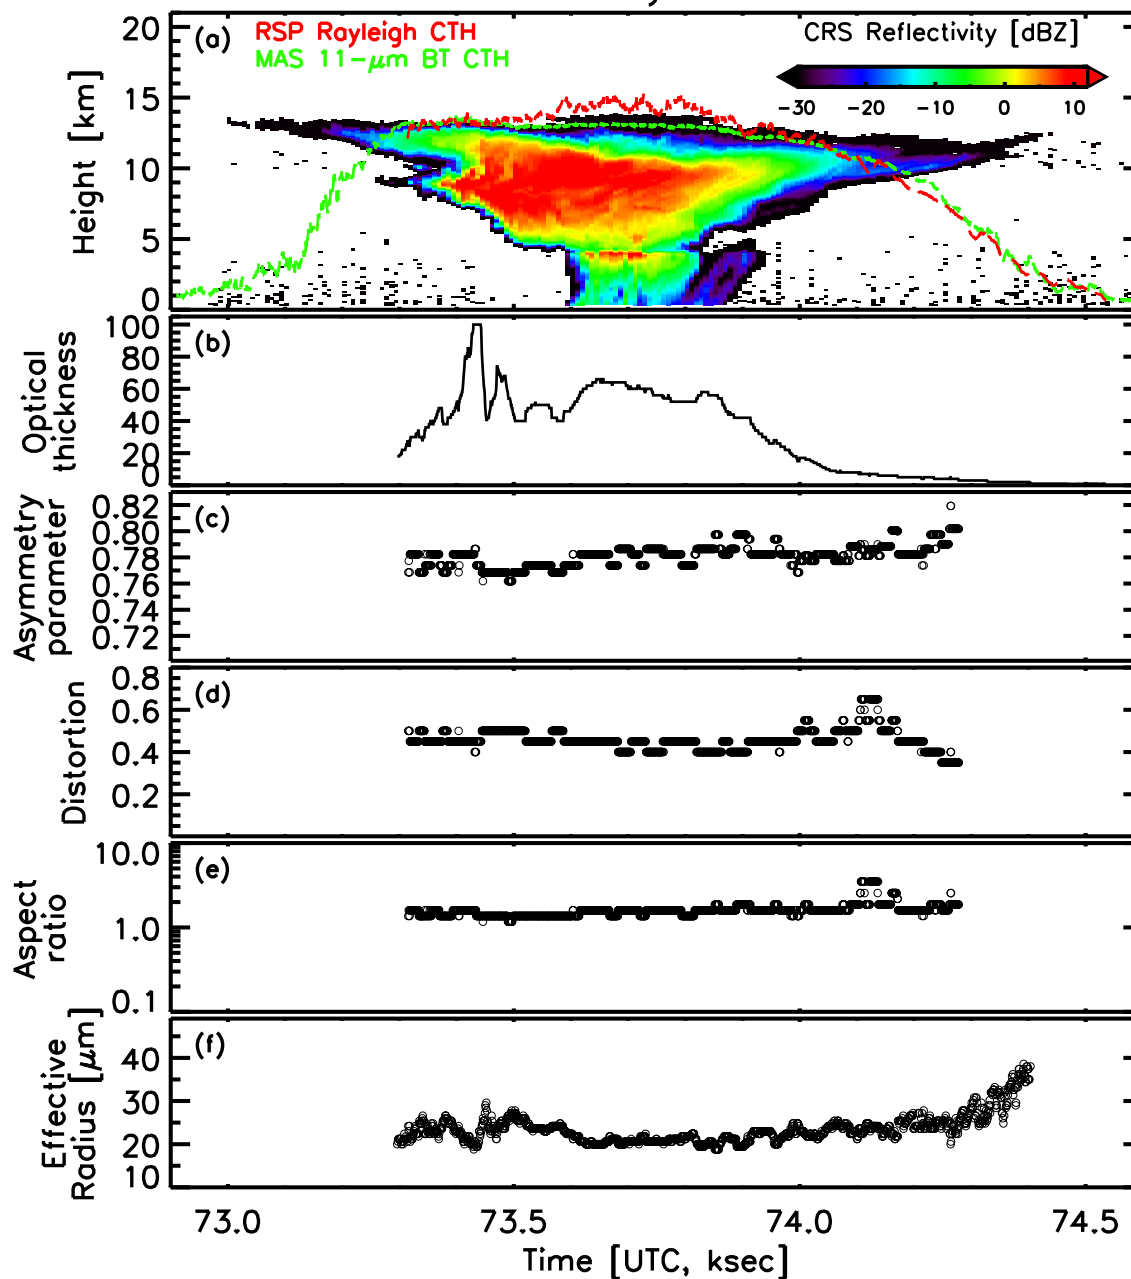 (a)
RSP Rayleigh CTH
MAS 11-μm BT CTH
CRS Reflectivity [dBZ]
-30 -20 -10 0 10
20
15
10
5
0
Height [km]
(b)
100
80
60
40
20
0
Optical
thickness
(c)
0.82
0.80
0.78
0.76
0.74
0.72
Asymmetry
parameter
(d)
0.8
0.6
0.4
0.2
Distortion
(e)
10.0
1.0
0.1
Aspect
ratio
(f)
40
30
20
10
Effective
Radius [μm]
73.0 73.5 74.0 74.5
Time [UTC, ksec]